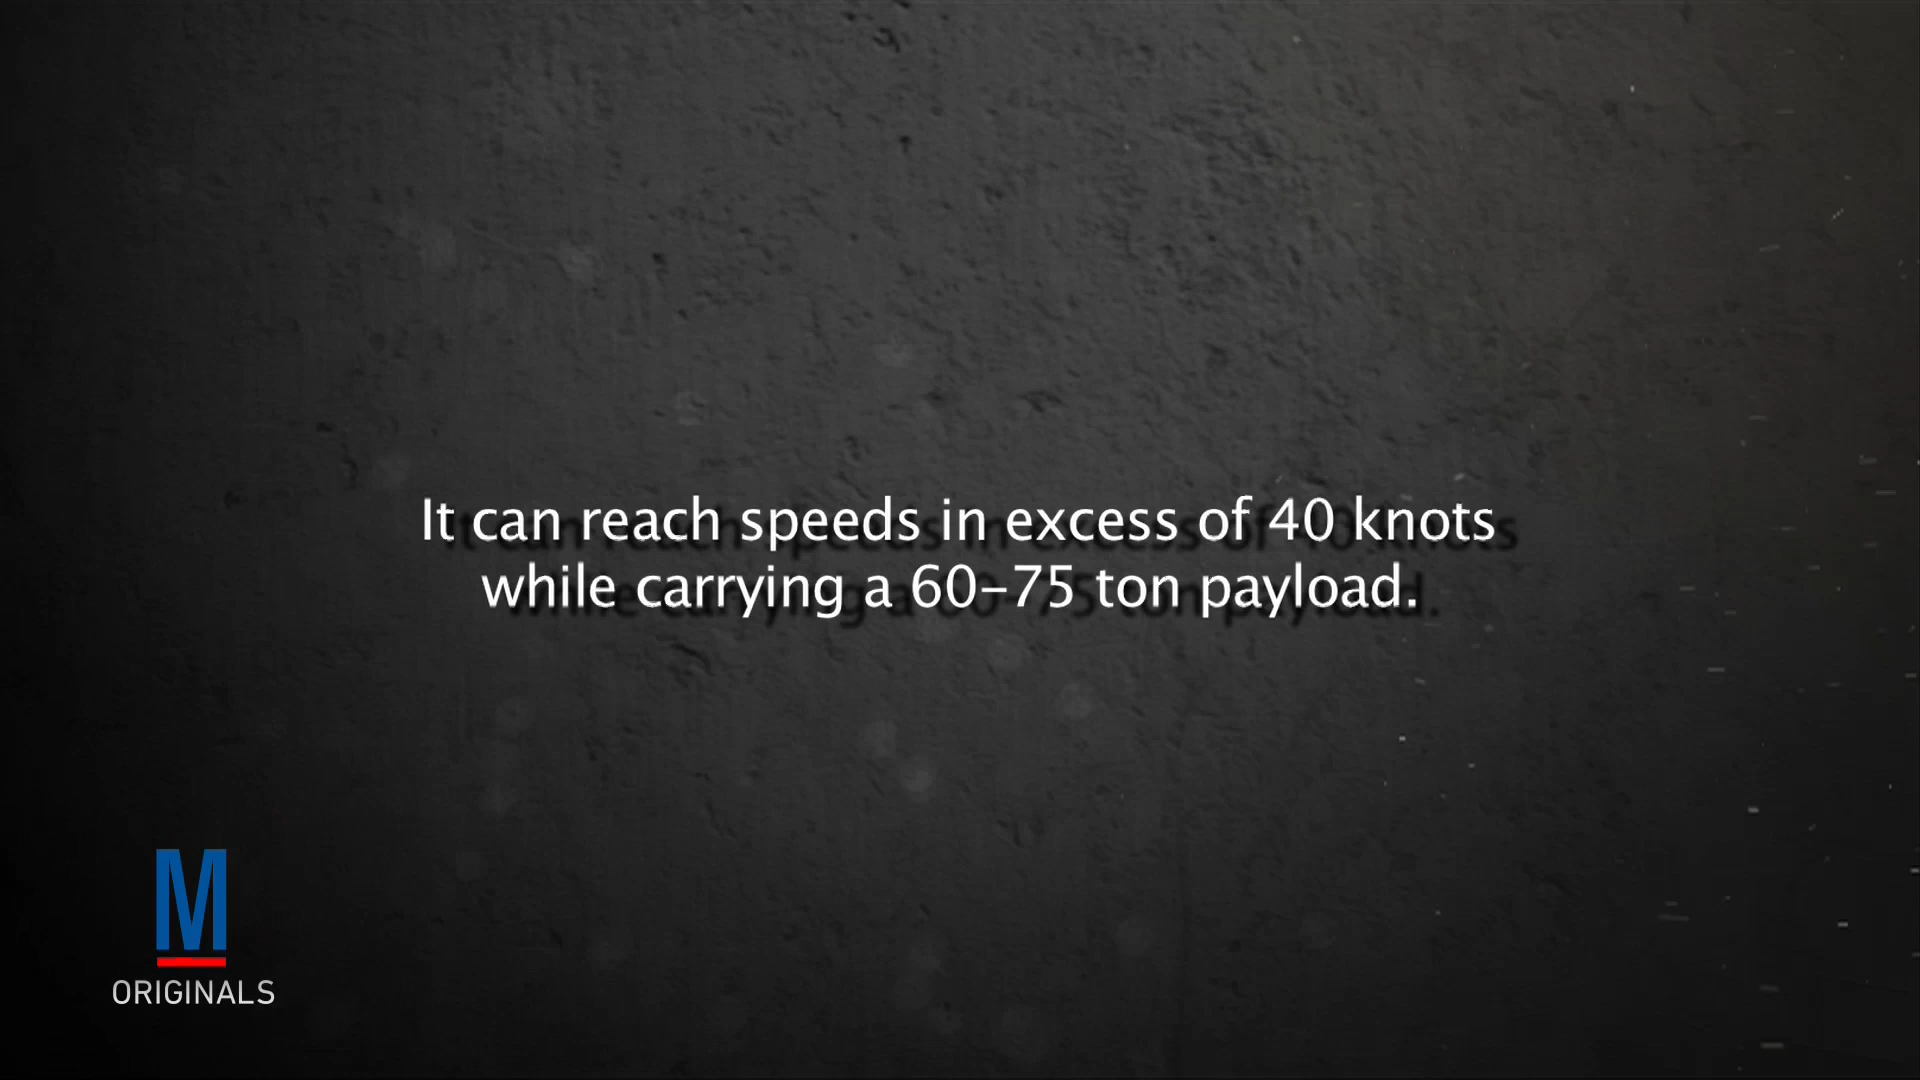 It can reach speeds in excess of 40 knots
while carrying a 60-75 ton payload.
M
ORIGINALS